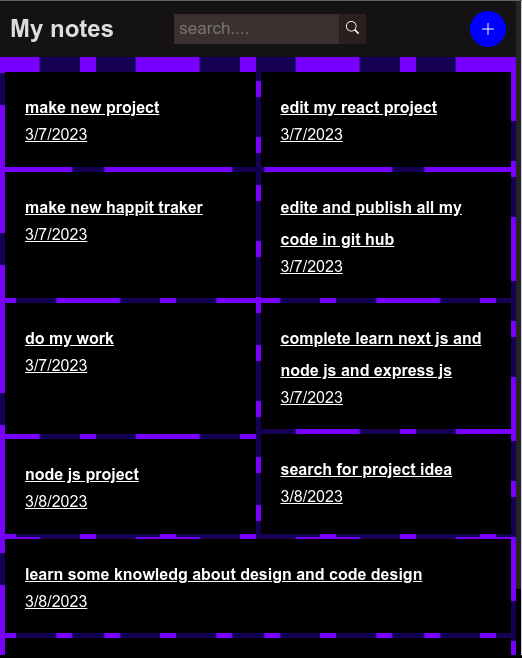 My notes
search....
make new project
3/7/2023
edit my react project
3/7/2023
make new happit traker
3/7/2023
edite and publish all my
code in git hub
3/7/2023
do my work
3/7/2023
complete learn next js and
node js and express js
3/7/2023
node js project
3/8/2023
search for project idea
3/8/2023
learn some knowledg about design and code design
3/8/2023